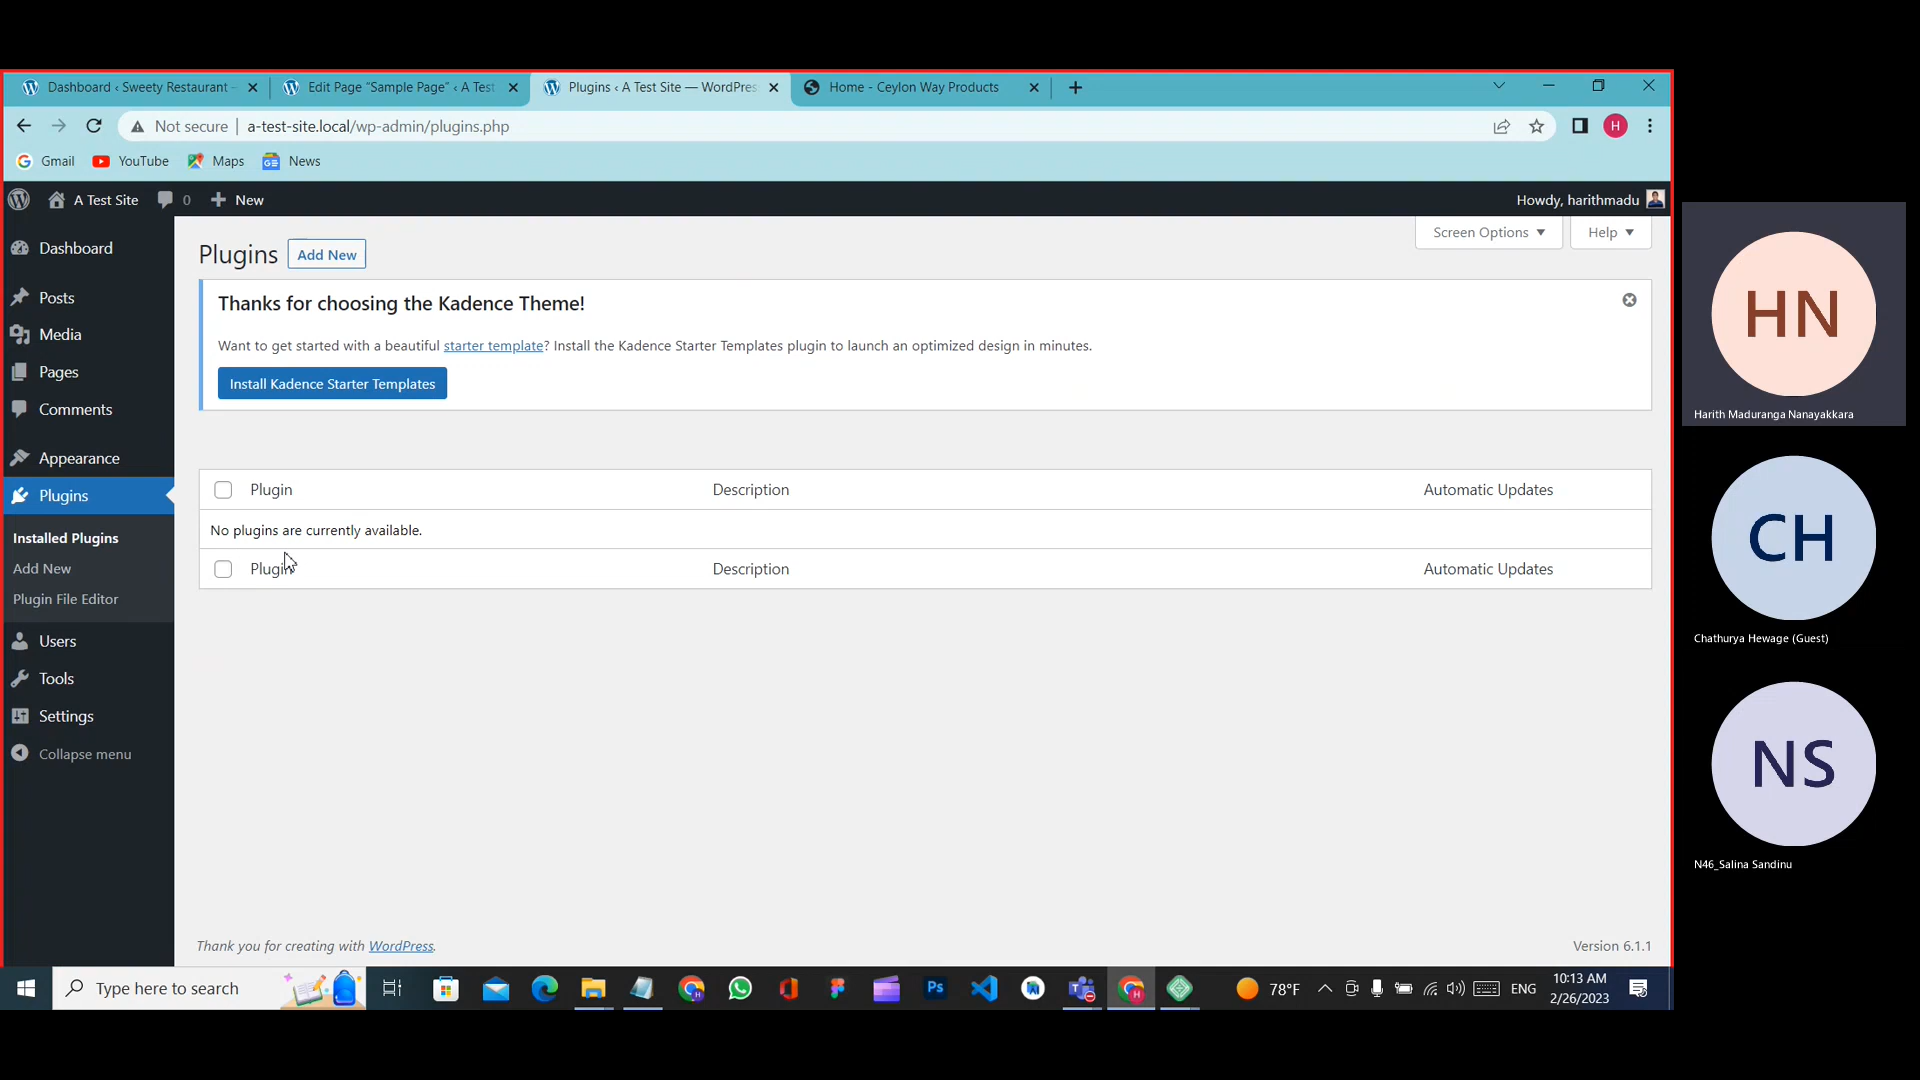 Dashboard ‹ Sweety Restaurant -
Edit Page "Sample Page" ‹ A Test
Plugins ‹ A Test Site — WordPres
Home - Ceylon Way Products
Not secure | a-test-site.local/wp-admin/plugins.php
H
Gmail YouTube Maps News
A Test Site 0 New
Howdy, harithmadu
Screen Options ▼ Help ▼
Dashboard
Posts
Media
Pages
Comments
Appearance
Plugins
Installed Plugins
Add New
Plugin File Editor
Users
Tools
Settings
Collapse menu
Plugins Add New
Thanks for choosing the Kadence Theme!
Want to get started with a beautiful starter template? Install the Kadence Starter Templates plugin to launch an optimized design in minutes.
Install Kadence Starter Templates
Plugin Description Automatic Updates
No plugins are currently available.
Plugin Description Automatic Updates
Thank you for creating with WordPress.
Version 6.1.1
HN
Harith Maduranga Nanayakkara
CH
Chathurya Hewage (Guest)
NS
N46_Salina Sandinu
Type here to search
Ps
78°F
ENG
10:13 AM
2/26/2023